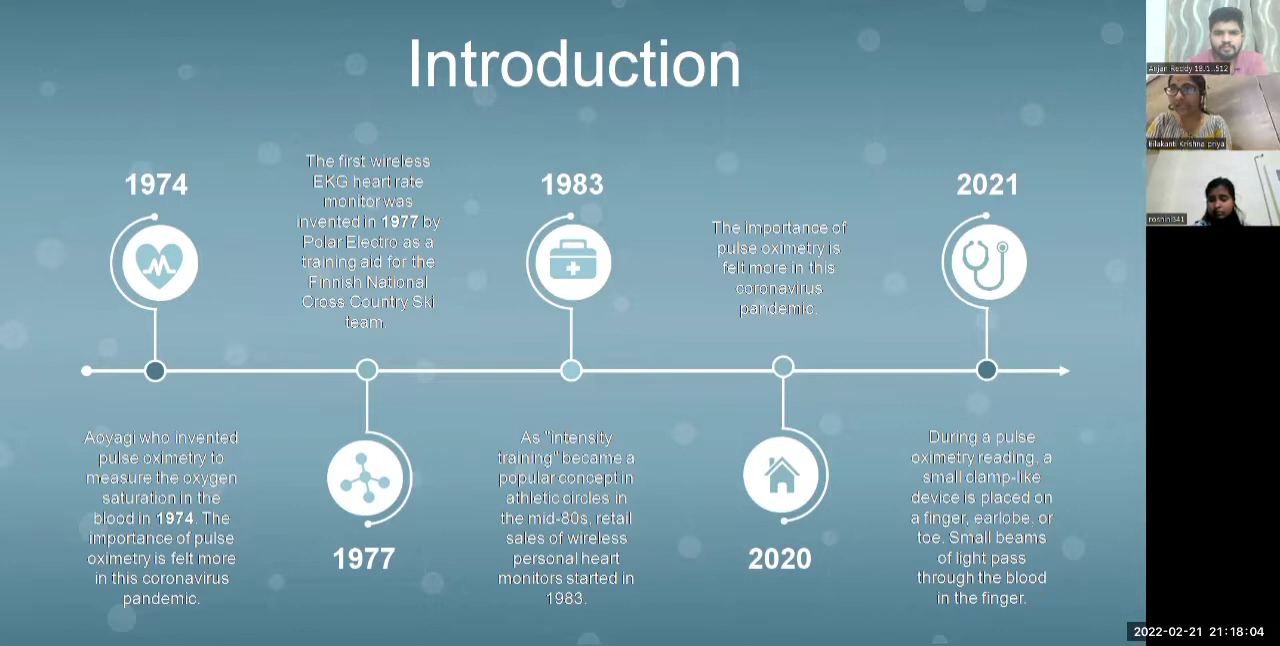 Introduction
1974
Aoyagi who invented
pulse oximetry to
measure the oxygen
saturation in the
blood in 1974. The
importance of pulse
oximetry is felt more
in this coronavirus
pandemic.
The first wireless
EKG heart rate
monitor was
invented in 1977 by
Polar Electro as a
training aid for the
Finnish National
Cross Country Ski
team.
1977
1983
As "intensity
training" became a
popular concept in
athletic circles in
the mid-80s, retail
sales of wireless
personal heart
monitors started in
1983.
The importance of
pulse oximetry is
felt more in this
coronavirus
pandemic.
2020
2021
During a pulse
oximetry reading, a
small clamp-like
device is placed on
a finger, earlobe, or
toe. Small beams
of light pass
through the blood
in the finger.
Anjan Reddy
Krishna priya
roshini841
2022-02-21 21:18:04